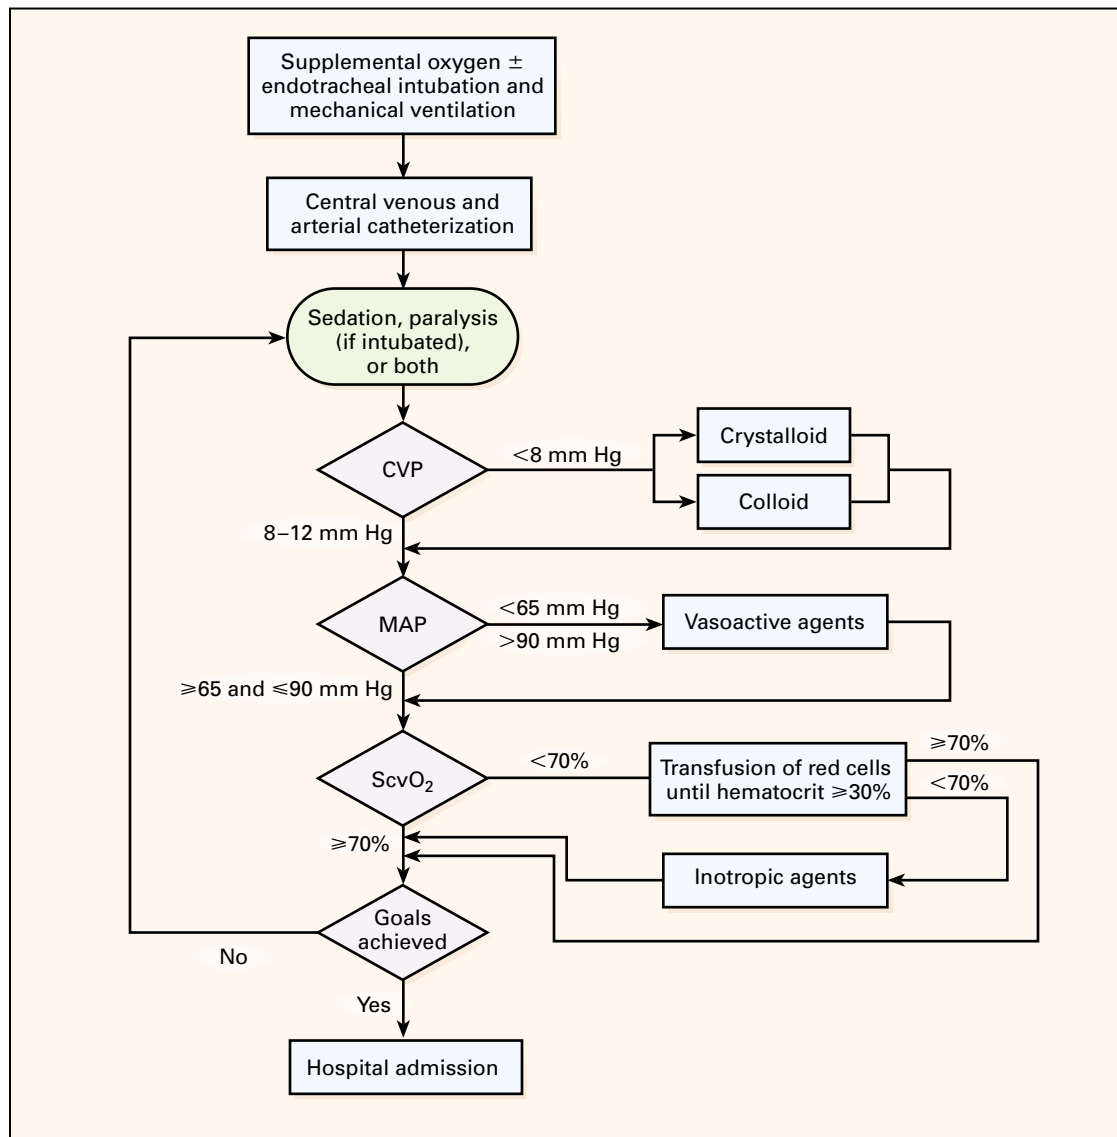 Supplemental oxygen ±
endotracheal intubation and
mechanical ventilation
Central venous and
arterial catheterization
Sedation, paralysis
(if intubated),
or both
CVP
<8 mm Hg
Crystalloid
Colloid
8–12 mm Hg
MAP
<65 mm Hg
>90 mm Hg
Vasoactive agents
≥65 and ≤90 mm Hg
ScvO₂
<70%
Transfusion of red cells
until hematocrit ≥30%
≥70%
<70%
≥70%
Inotropic agents
Goals
achieved
No
Yes
Hospital admission